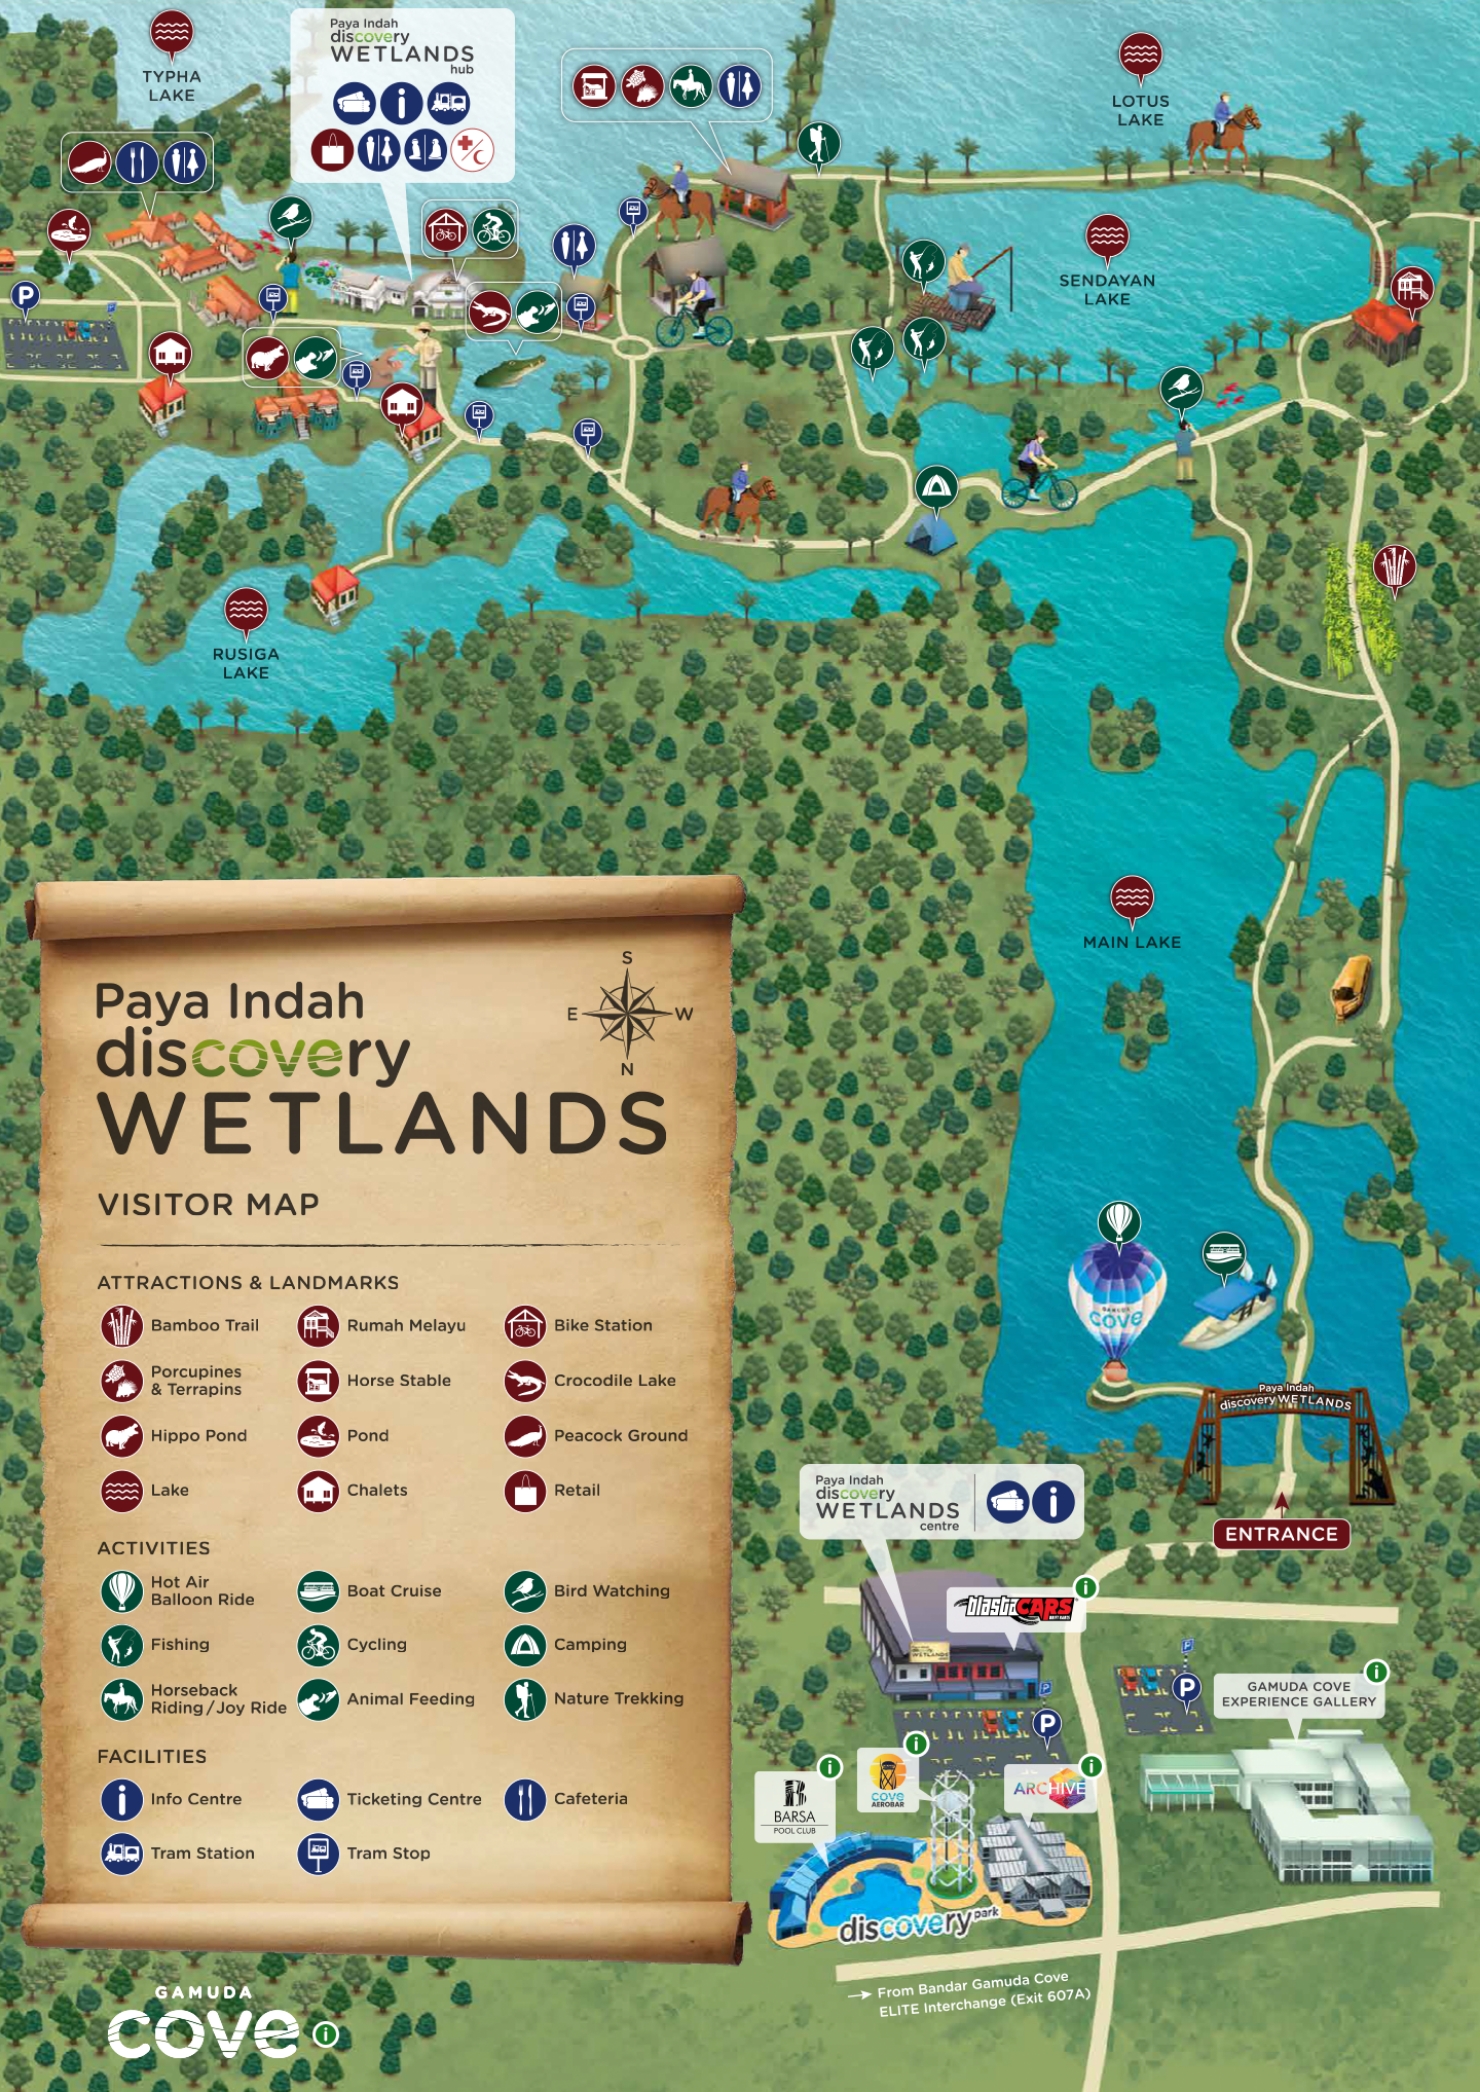 TYPHA
LAKE
Paya Indah
discovery
WETLANDS
hub
LOTUS
LAKE
SENDAYAN
LAKE
P
RUSIGA
LAKE
MAIN LAKE
S
E
W
N
Paya Indah
discovery
WETLANDS
VISITOR MAP
ATTRACTIONS & LANDMARKS
Bamboo Trail
Rumah Melayu
Bike Station
Porcupines
& Terrapins
Horse Stable
Crocodile Lake
Hippo Pond
Pond
Peacock Ground
Lake
Chalets
Retail
ACTIVITIES
Hot Air
Balloon Ride
Boat Cruise
Bird Watching
Fishing
Cycling
Camping
Horseback
Riding/Joy Ride
Animal Feeding
Nature Trekking
FACILITIES
Info Centre
Ticketing Centre
Cafeteria
Tram Station
Tram Stop
GAMUDA
cove
GAMUDA
cove
Paya Indah
discovery WETLANDS
ENTRANCE
Paya Indah
discovery
WETLANDS
centre
blastaCARS
P
P
GAMUDA COVE
EXPERIENCE GALLERY
BARSA
POOL CLUB
cove
AEROBAR
ARCHIVE
discovery park
From Bandar Gamuda Cove
ELITE Interchange (Exit 607A)